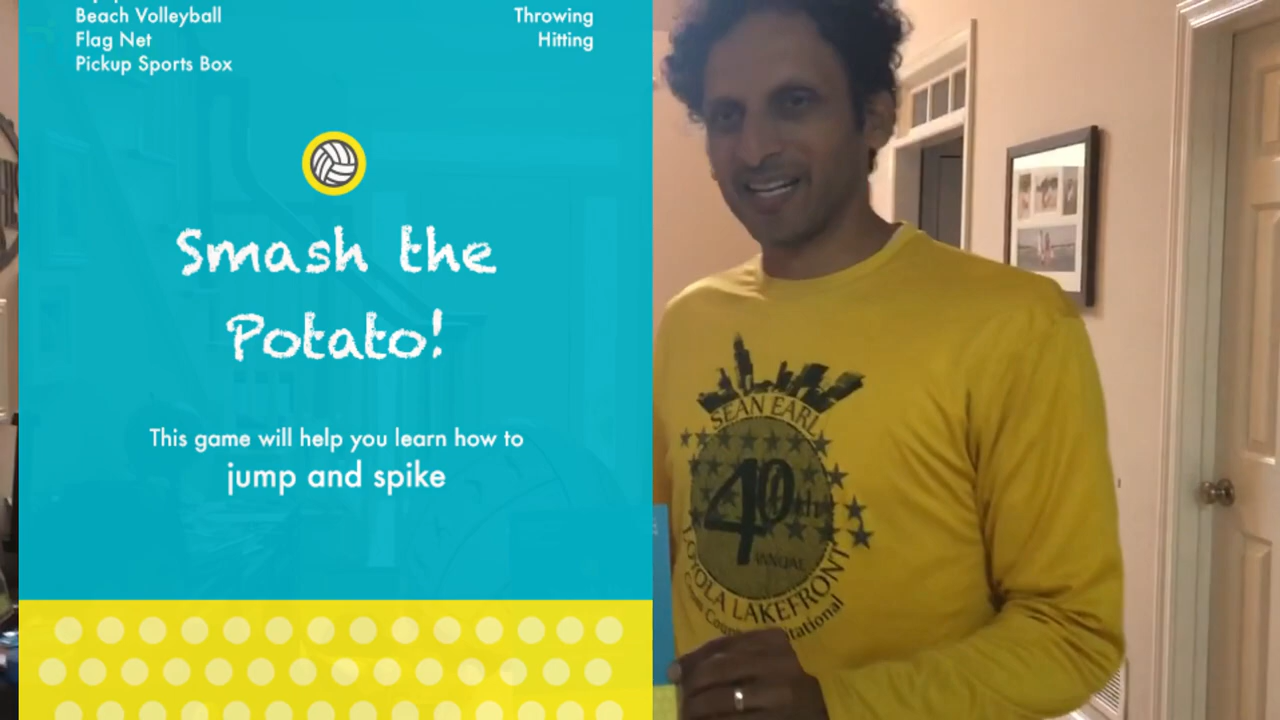 Beach Volleyball
Flag Net
Pickup Sports Box
Throwing
Hitting
Smash the
Potato!
This game will help you learn how to
jump and spike
SEAN EARL
40th
ANNUAL
LOYOLA LAKEFRONT